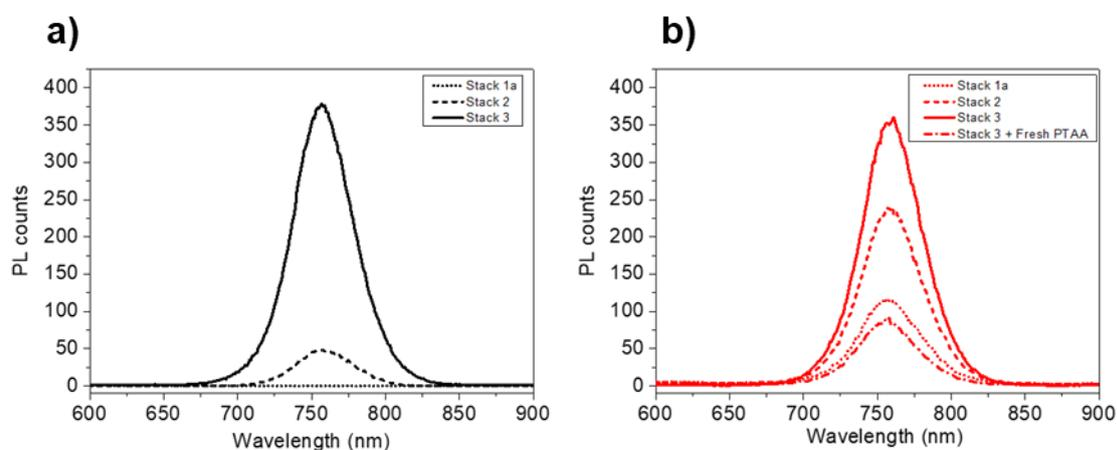 a)
400
350
300
250
200
150
100
50
0
PL counts
Stack 1a
Stack 2
Stack 3
600 650 700 750 800 850 900
Wavelength (nm)
b)
400
350
300
250
200
150
100
50
0
PL counts
Stack 1a
Stack 2
Stack 3
Stack 3 + Fresh PTAA
600 650 700 750 800 850 900
Wavelength (nm)